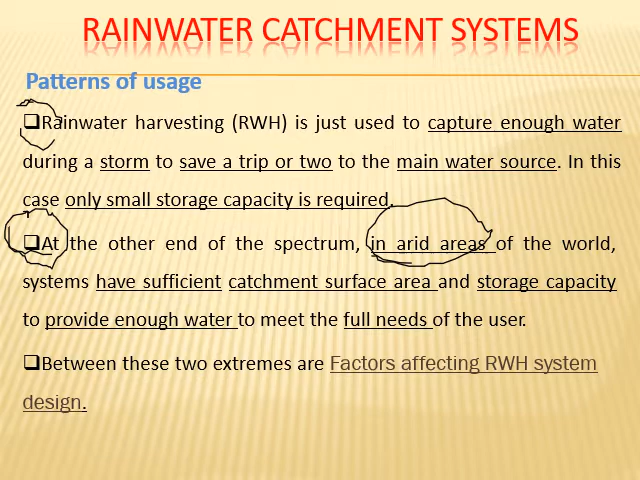 RAINWATER CATCHMENT SYSTEMS
Patterns of usage
❑Rainwater harvesting (RWH) is just used to capture enough water
during a storm to save a trip or two to the main water source. In this
case only small storage capacity is required.
❑At the other end of the spectrum, in arid areas of the world,
systems have sufficient catchment surface area and storage capacity
to provide enough water to meet the full needs of the user.
❑Between these two extremes are Factors affecting RWH system
design.